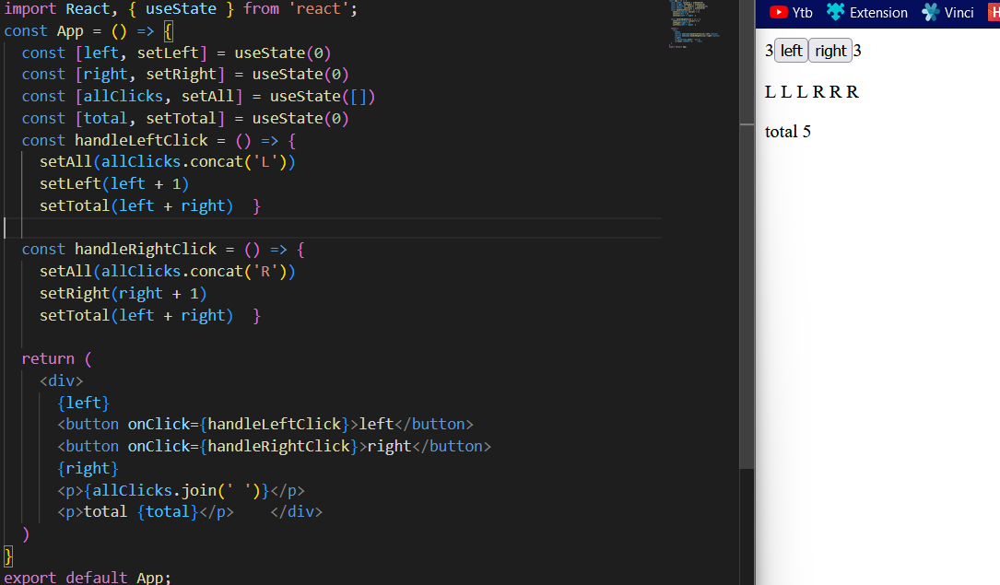 import React, { useState } from 'react';
const App = () => {
  const [left, setLeft] = useState(0)
  const [right, setRight] = useState(0)
  const [allClicks, setAll] = useState([])
  const [total, setTotal] = useState(0)
  const handleLeftClick = () => {
    setAll(allClicks.concat('L'))
    setLeft(left + 1)
    setTotal(left + right)  }

  const handleRightClick = () => {
    setAll(allClicks.concat('R'))
    setRight(right + 1)
    setTotal(left + right)  }

  return (
    <div>
      {left}
      <button onClick={handleLeftClick}>left</button>
      <button onClick={handleRightClick}>right</button>
      {right}
      <p>{allClicks.join(' ')}</p>
      <p>total {total}</p>    </div>
  )
}
export default App;
Ytb Extension Vinci H
3 left right 3
L L L R R R
total 5